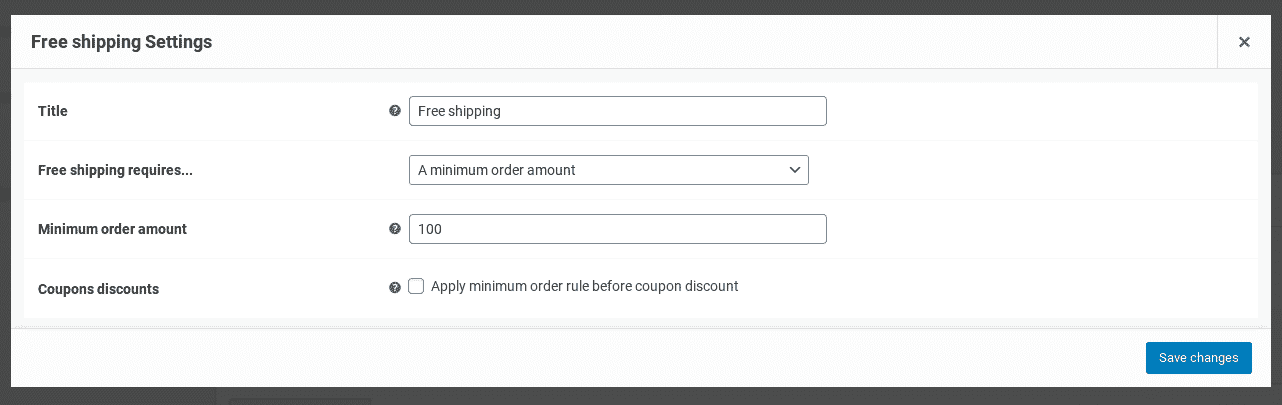 Free shipping Settings
Title
Free shipping
Free shipping requires...
A minimum order amount
Minimum order amount
100
Coupons discounts
Apply minimum order rule before coupon discount
Save changes